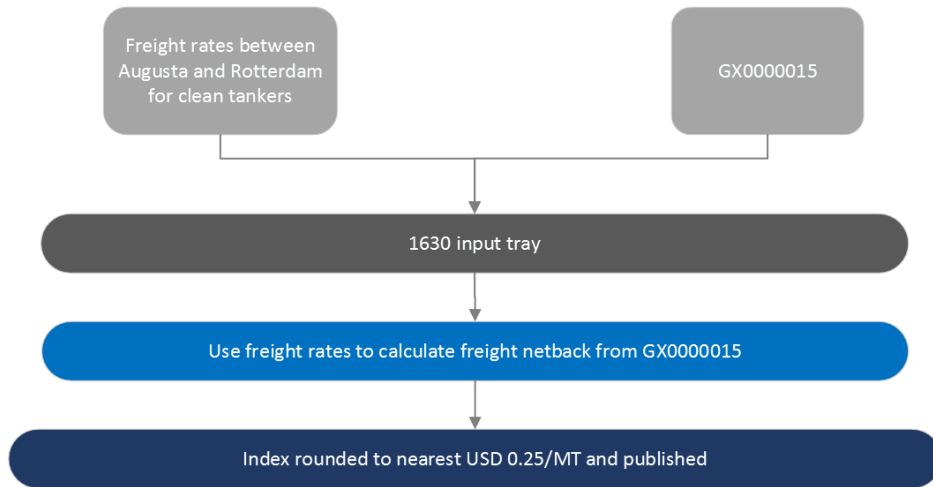 Freight rates between
Augusta and Rotterdam
for clean tankers
GX0000015
1630 input tray
Use freight rates to calculate freight netback from GX0000015
Index rounded to nearest USD 0.25/MT and published